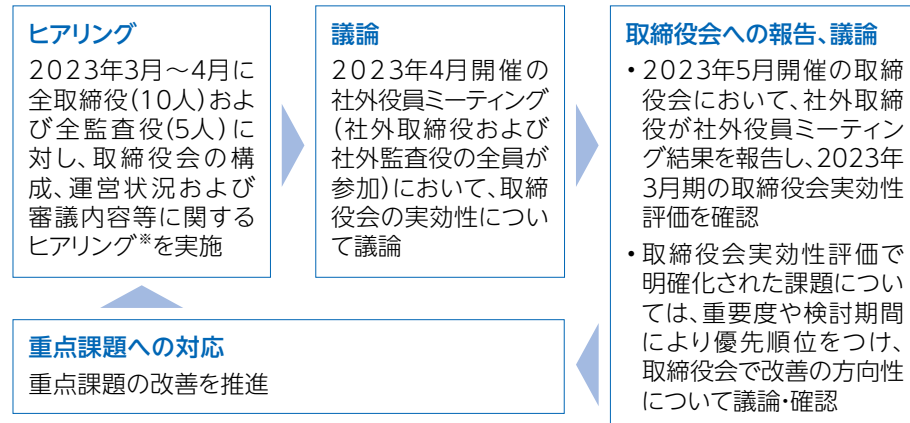 ヒアリング
2023年3月～4月に
全取締役(10人)およ
び全監査役(5人)に
対し、取締役会の構
成、運営状況および
審議内容等に関する
ヒアリング※を実施
議論
2023年4月開催の
社外役員ミーティング
(社外取締役および
社外監査役の全員が
参加)において、取締
役会の実効性につい
て議論
取締役会への報告、議論
・2023年5月開催の取締
役会において、社外取締
役が社外役員ミーティン
グ結果を報告し、2023年
3月期の取締役会実効性
評価を確認
・取締役会実効性評価で
明確化された課題につい
ては、重要度や検討期間
により優先順位をつけ、
取締役会で改善の方向性
について議論・確認
重点課題への対応
重点課題の改善を推進